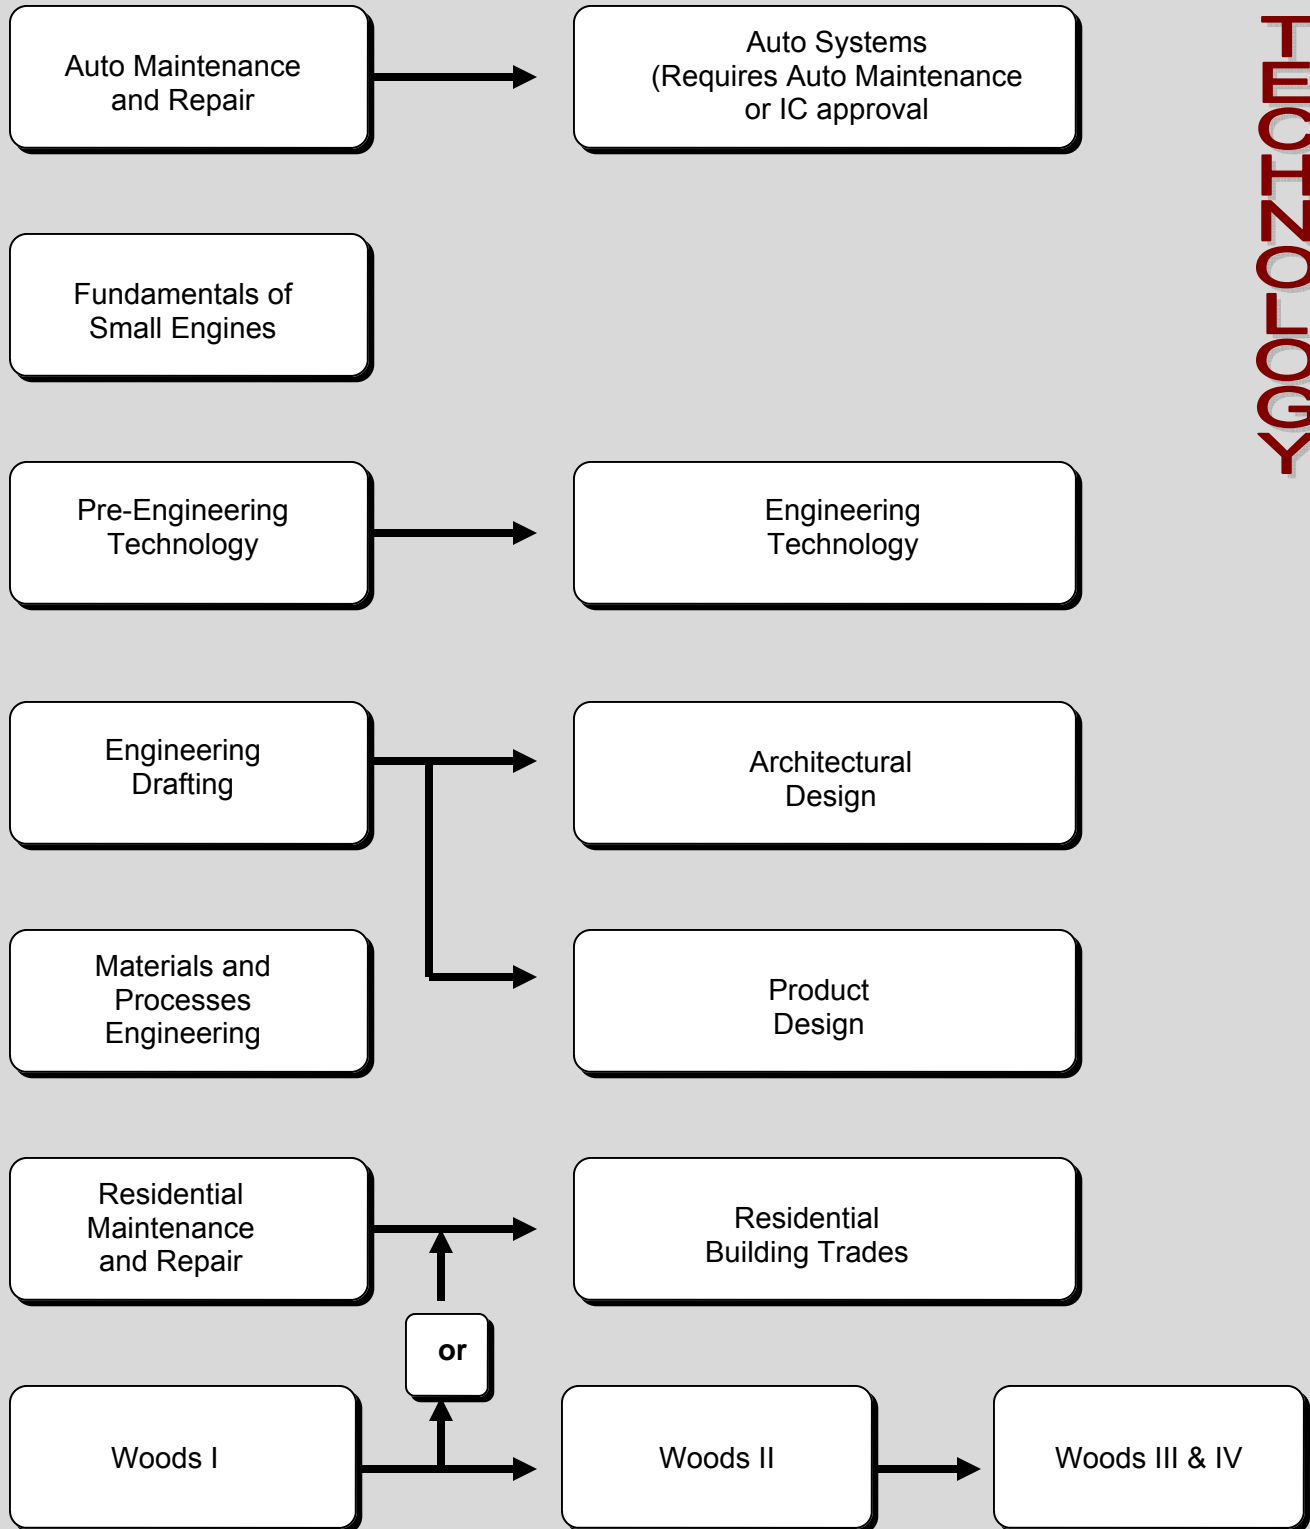 Auto Maintenance
and Repair
Auto Systems
(Requires Auto Maintenance
or IC approval
TECHNOLOGY
Fundamentals of
Small Engines
Pre-Engineering
Technology
Engineering
Technology
Engineering
Drafting
Architectural
Design
Materials and
Processes
Engineering
Product
Design
Residential
Maintenance
and Repair
Residential
Building Trades
or
Woods I
Woods II
Woods III & IV